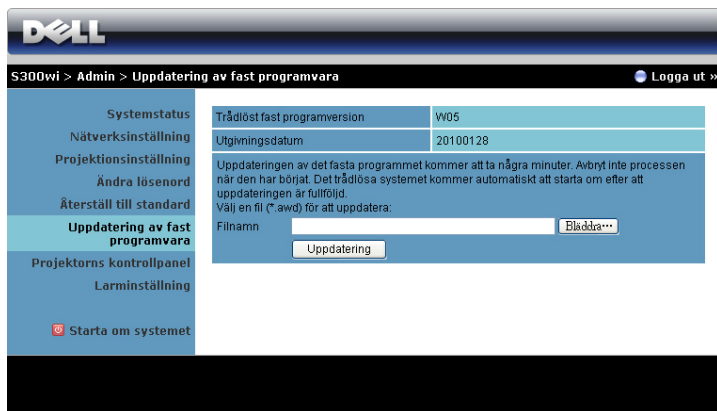 DELL
S300wi > Admin > Uppdatering av fast programvara
Logga ut »
Systemstatus
Nätverksinställning
Projektionsinställning
Ändra lösenord
Återställ till standard
Uppdatering av fast
programvara
Projektorns kontrollpanel
Larminställning
Starta om systemet
Trådlöst fast programversion W05
Utgivningsdatum 20100128
Uppdateringen av det fasta programmet kommer att ta några minuter. Avbryt inte processen
när den har börjat. Det trådlösa systemet kommer automatiskt att starta om efter att
uppdateringen är fullföljd.
Välj en fil (*.awd) för att uppdatera:
Filnamn Bläddra...
Uppdatering